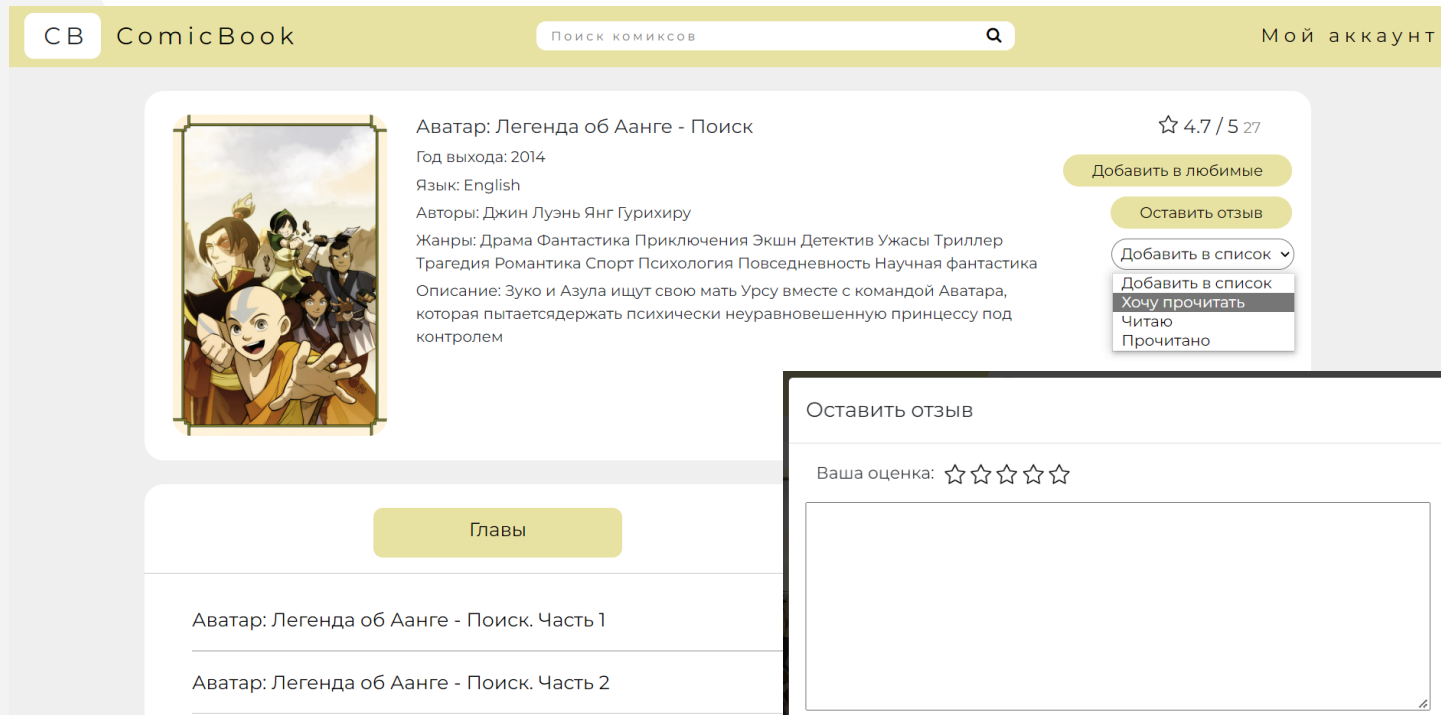 CB ComicBook
Поиск комиксов
Мой аккаунт
Аватар: Легенда об Аанге - Поиск
Год выхода: 2014
Язык: English
Авторы: Джин Луэнь Янг Гурихиру
Жанры: Драма Фантастика Приключения Экшн Детектив Ужасы Триллер
Трагедия Романтика Спорт Психология Повседневность Научная фантастика
Описание: Зуко и Азула ищут свою мать Урсу вместе с командой Аватара,
которая пытаетсядержать психически неуравновешенную принцессу под
контролем
4.7 / 5 27
Добавить в любимые
Оставить отзыв
Добавить в список
Добавить в список
Хочу прочитать
Читаю
Прочитано
Главы
Аватар: Легенда об Аанге - Поиск. Часть 1
Аватар: Легенда об Аанге - Поиск. Часть 2
Оставить отзыв
Ваша оценка: